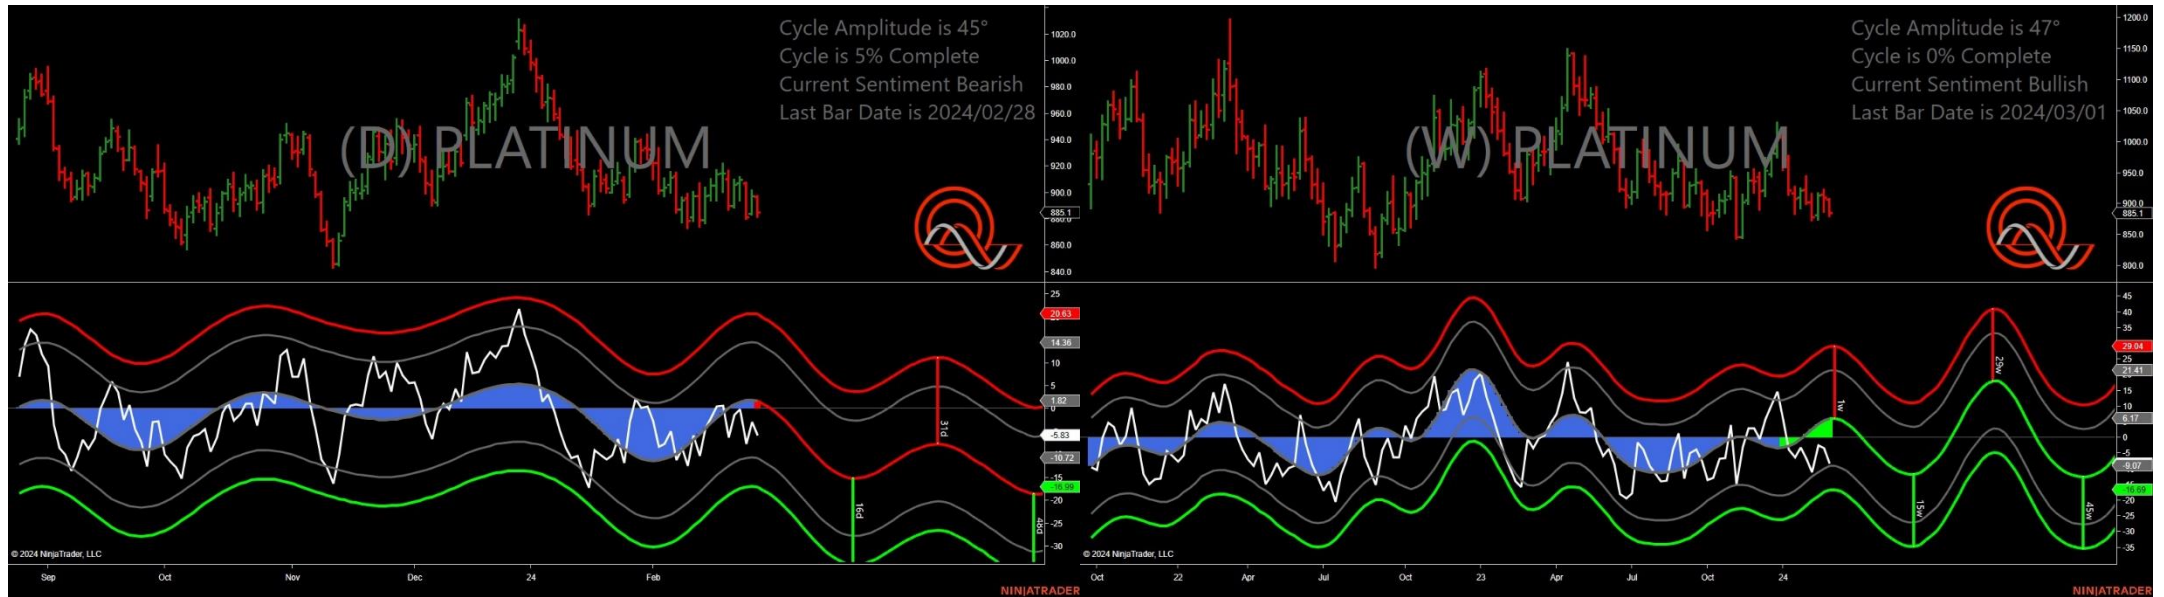 Cycle Amplitude is 45°
Cycle is 5% Complete
Current Sentiment Bearish
Last Bar Date is 2024/02/28
(D) PLATINUM
1020.0
1000.0
980.0
960.0
940.0
920.0
900.0
885.1
880.0
860.0
840.0
25
20.63
14.36
10
5
1.82
0
-5.83
-10.72
-15
-16.99
-20
-25
-30
31d
16d
46d
© 2024 NinjaTrader, LLC
Sep Oct Nov Dec 24 Feb
NINJATRADER
Cycle Amplitude is 47°
Cycle is 0% Complete
Current Sentiment Bullish
Last Bar Date is 2024/03/01
(W) PLATINUM
1200.0
1150.0
1100.0
1050.0
1000.0
950.0
900.0
885.1
850.0
800.0
45
40
35
29.04
25
21.41
15
10
6.17
0
-5
-9.07
-16.69
-20
-25
-30
-35
1w
29w
15w
45w
© 2024 NinjaTrader, LLC
Oct 22 Apr Jul Oct 23 Apr Jul Oct 24
NINJATRADER